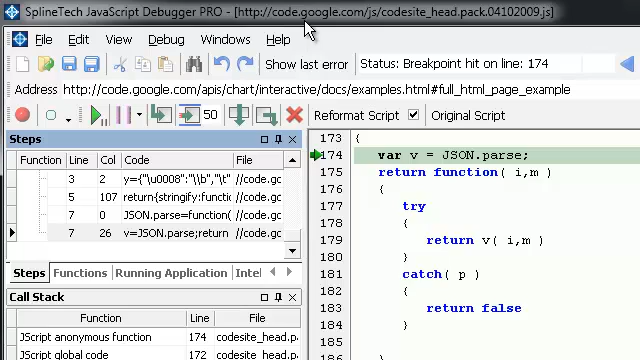 SplineTech JavaScript Debugger PRO - [http://code.google.com/js/codesite_head.pack.04102009.js]
File Edit View Debug Windows Help
Show last error Status: Breakpoint hit on line: 174
Address http://code.google.com/apis/chart/interactive/docs/examples.html#full_html_page_example
50 Reformat Script Original Script
Steps
Function Line Col Code File
3 2 y={"\u0008":"\\b","\t" //code.gc
5 107 return{stringify:functio //code.gc
7 0 JSON.parse=function( //code.gc
7 26 v=JSON.parse;return //code.gc
Steps Functions Running Application Intel
Call Stack
Function Line File
JScript anonymous function 174 codesite_head.pa
JScript global code 172 codesite_head.pa
173 {
174 var v = JSON.parse;
175 return function( i,m )
176 {
177 try
178 {
179 return v( i,m )
180 }
181 catch( p )
182 {
183 return false
184 }
185
186 }